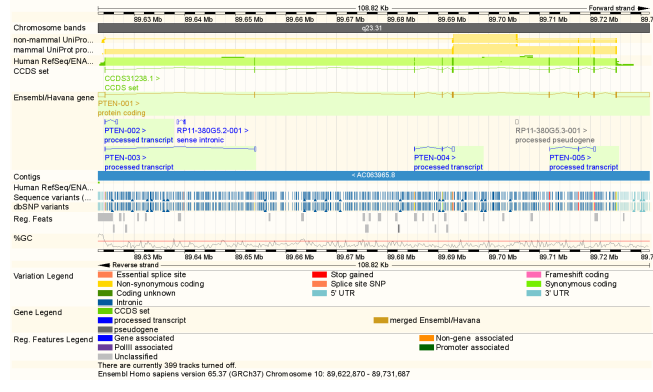 108.82 Kb Forward strand
89.63 Mb 89.64 Mb 89.65 Mb 89.66 Mb 89.67 Mb 89.68 Mb 89.69 Mb 89.70 Mb 89.71 Mb 89.72 Mb 89.7
Chromosome bands q23.31
non-mammal UniPro...
mammal UniProt pro...
Human RefSeq/ENA...
CCDS set
CCDS31238.1 >
CCDS set
Ensembl/Havana gene
PTEN-001 >
protein coding
PTEN-002 > RP11-380G5.2-001 > RP11-380G5.3-001 >
processed transcript sense intronic processed pseudogene
PTEN-003 > PTEN-004 > PTEN-005 >
processed transcript processed transcript processed transcript
Contigs < AC063965.8
Human RefSeq/ENA...
Sequence variants (...
dbSNP variants
Reg. Feats
%GC
89.63 Mb 89.64 Mb 89.65 Mb 89.66 Mb 89.67 Mb 89.68 Mb 89.69 Mb 89.70 Mb 89.71 Mb 89.72 Mb 89.7
Reverse strand 108.82 Kb
Variation Legend Essential splice site Stop gained Frameshift coding
Non-synonymous coding Splice site SNP Synonymous coding
Coding unknown 5' UTR 3' UTR
Intronic
Gene Legend CCDS set
processed transcript merged Ensembl/Havana
pseudogene
Reg. Features Legend Gene associated Non-gene associated
PolIII associated Promoter associated
Unclassified
There are currently 399 tracks turned off.
Ensembl Homo sapiens version 65.37 (GRCh37) Chromosome 10: 89,622,870 - 89,731,687